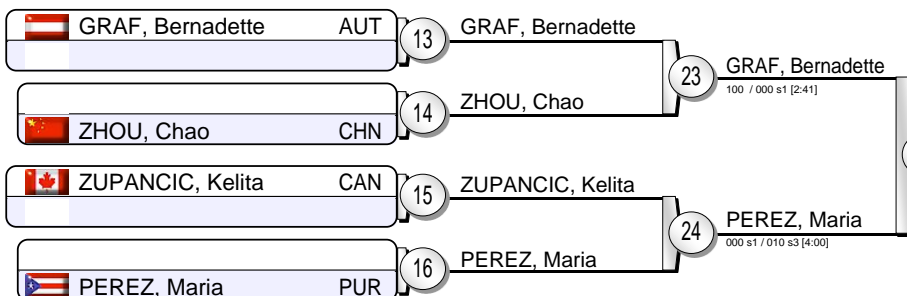 GRAF, Bernadette AUT
13
GRAF, Bernadette
23
GRAF, Bernadette
100 / 000 s1 [2:41]
ZHOU, Chao CHN
14
ZHOU, Chao
ZUPANCIC, Kelita CAN
15
ZUPANCIC, Kelita
24
PEREZ, Maria
000 s1 / 010 s3 [4:00]
PEREZ, Maria PUR
16
PEREZ, Maria